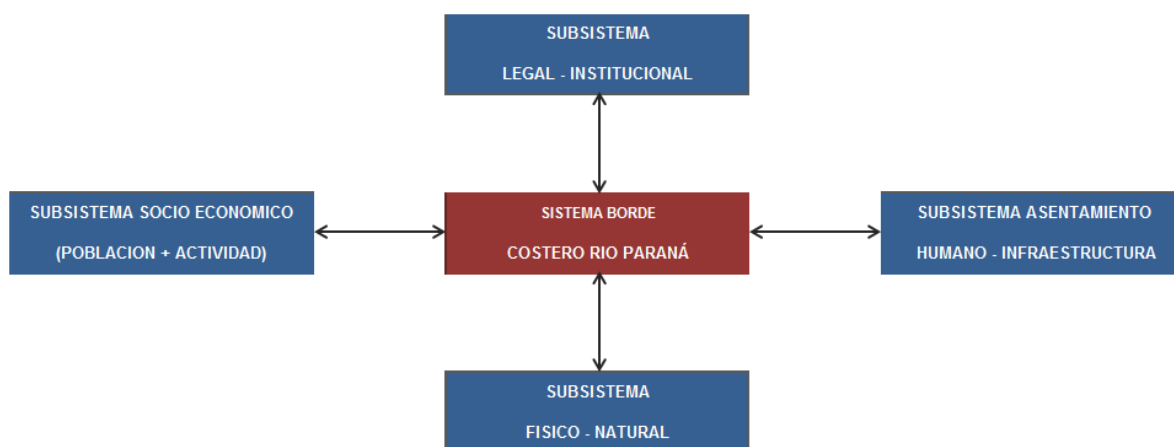 SUBSISTEMA
LEGAL - INSTITUCIONAL
SUBSISTEMA SOCIO ECONOMICO
(POBLACION + ACTIVIDAD)
SISTEMA BORDE
COSTERO RIO PARANÁ
SUBSISTEMA ASENTAMIENTO
HUMANO - INFRAESTRUCTURA
SUBSISTEMA
FISICO - NATURAL